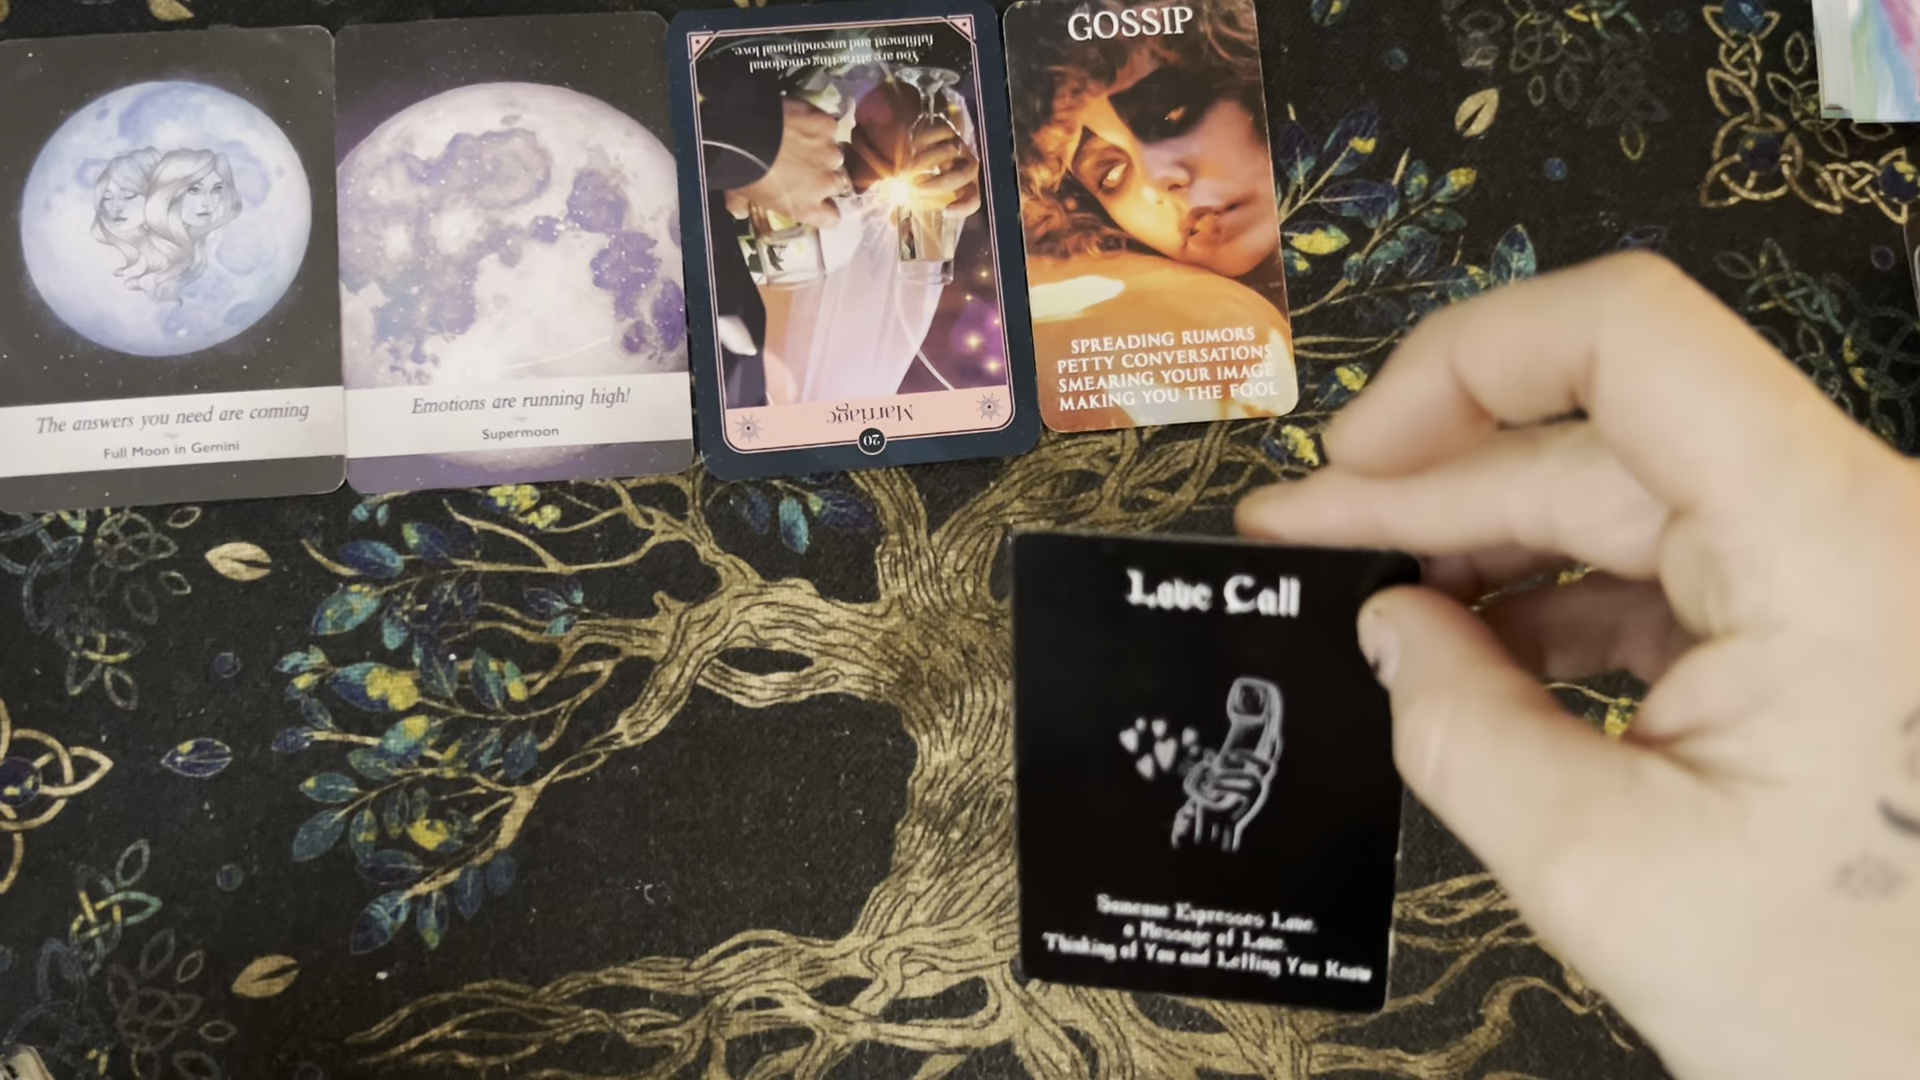 The answers you need are coming
Full Moon in Gemini
Emotions are running high!
Supermoon
You are attracting emotional
fulfilment and unconditional love.
Marriage
20
GOSSIP
SPREADING RUMORS
PETTY CONVERSATIONS
SMEARING YOUR IMAGE
MAKING YOU THE FOOL
Love Call
Someone Expresses Love.
a Message of Love.
Thinking of You and Letting You Know